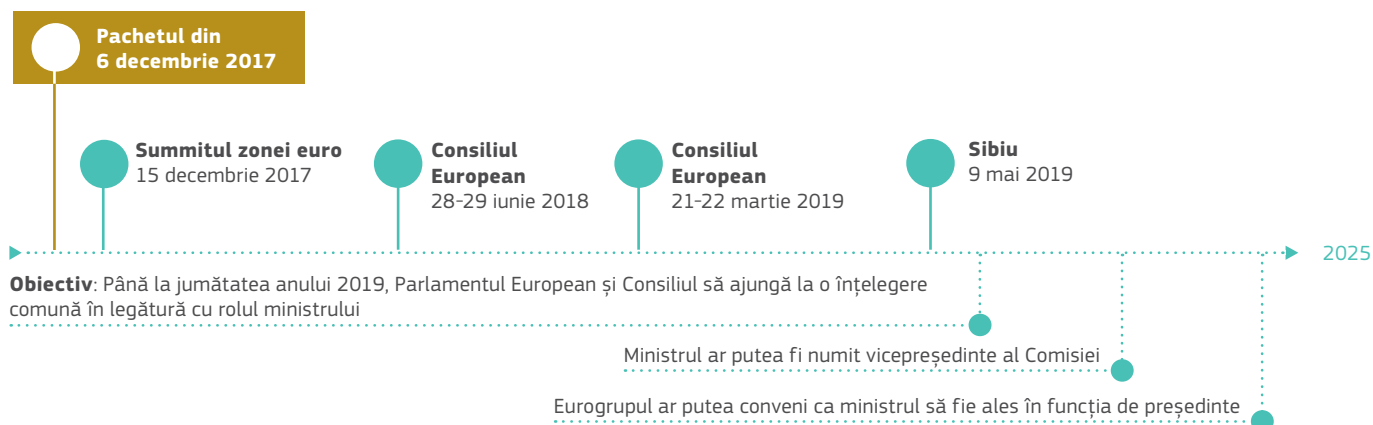 Pachetul din
6 decembrie 2017
Summitul zonei euro
15 decembrie 2017
Consiliul
European
28-29 iunie 2018
Consiliul
European
21-22 martie 2019
Sibiu
9 mai 2019
2025
Obiectiv: Până la jumătatea anului 2019, Parlamentul European și Consiliul să ajungă la o înțelegere
comună în legătură cu rolul ministrului
Ministrul ar putea fi numit vicepreședinte al Comisiei
Eurogrupul ar putea conveni ca ministrul să fie ales în funcția de președinte